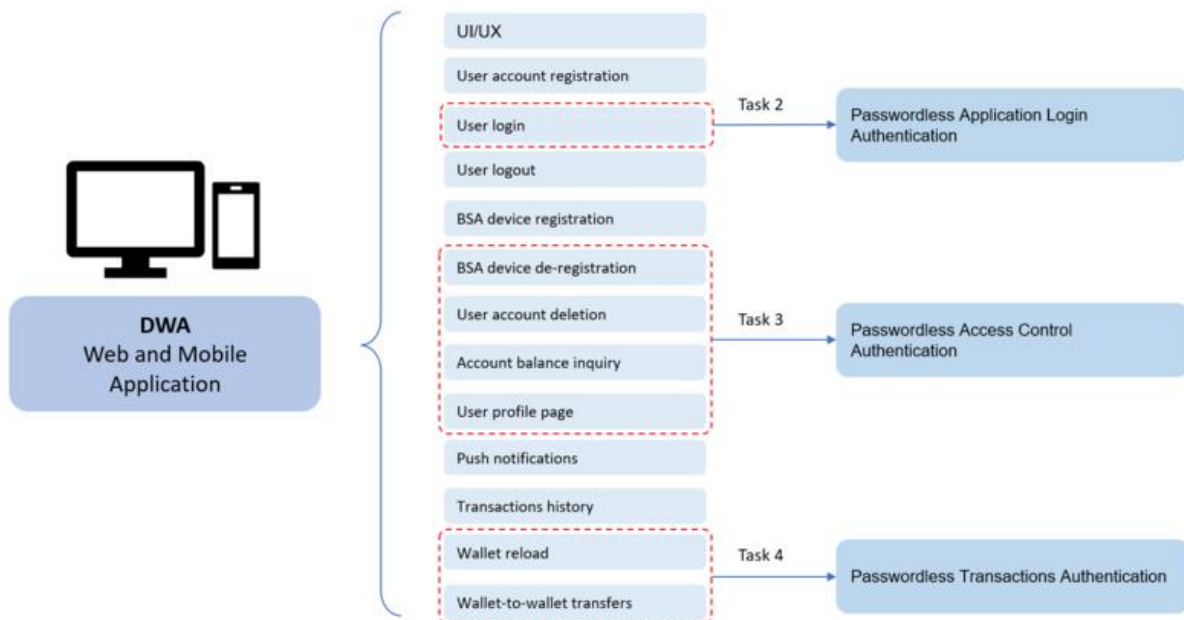 UI/UX
User account registration
User login
User logout
BSA device registration
BSA device de-registration
User account deletion
Account balance inquiry
User profile page
Push notifications
Transactions history
Wallet reload
Wallet-to-wallet transfers
DWA
Web and Mobile
Application
Task 2
Passwordless Application Login
Authentication
Task 3
Passwordless Access Control
Authentication
Task 4
Passwordless Transactions Authentication